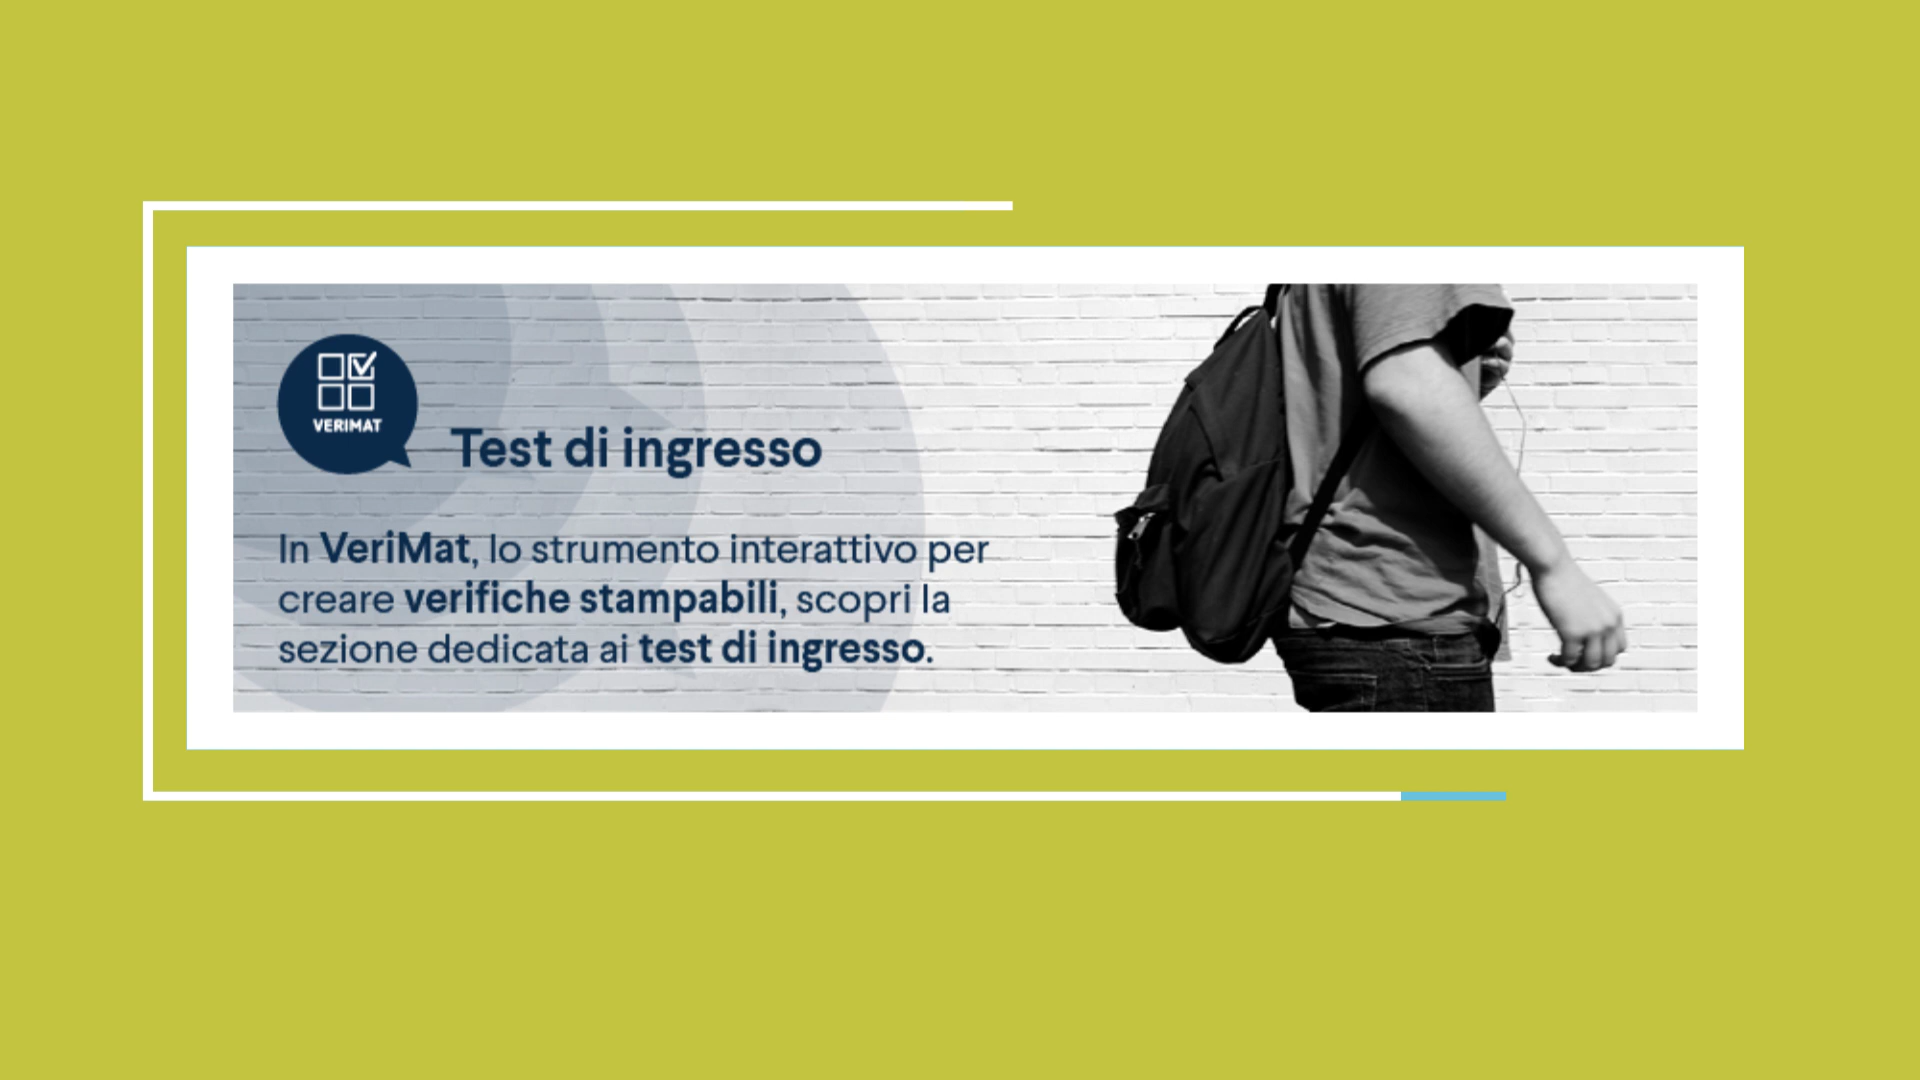 VERIMAT
Test di ingresso
In VeriMat, lo strumento interattivo per
creare verifiche stampabili, scopri la
sezione dedicata ai test di ingresso.